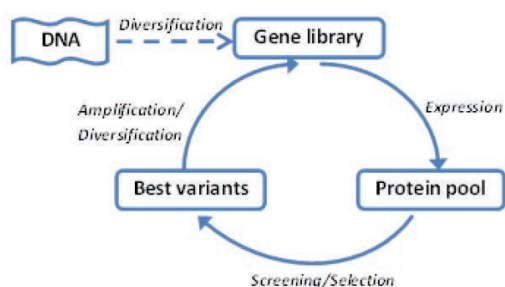 Diversification
DNA
Gene library
Amplification/
Diversification
Expression
Best variants
Protein pool
Screening/Selection